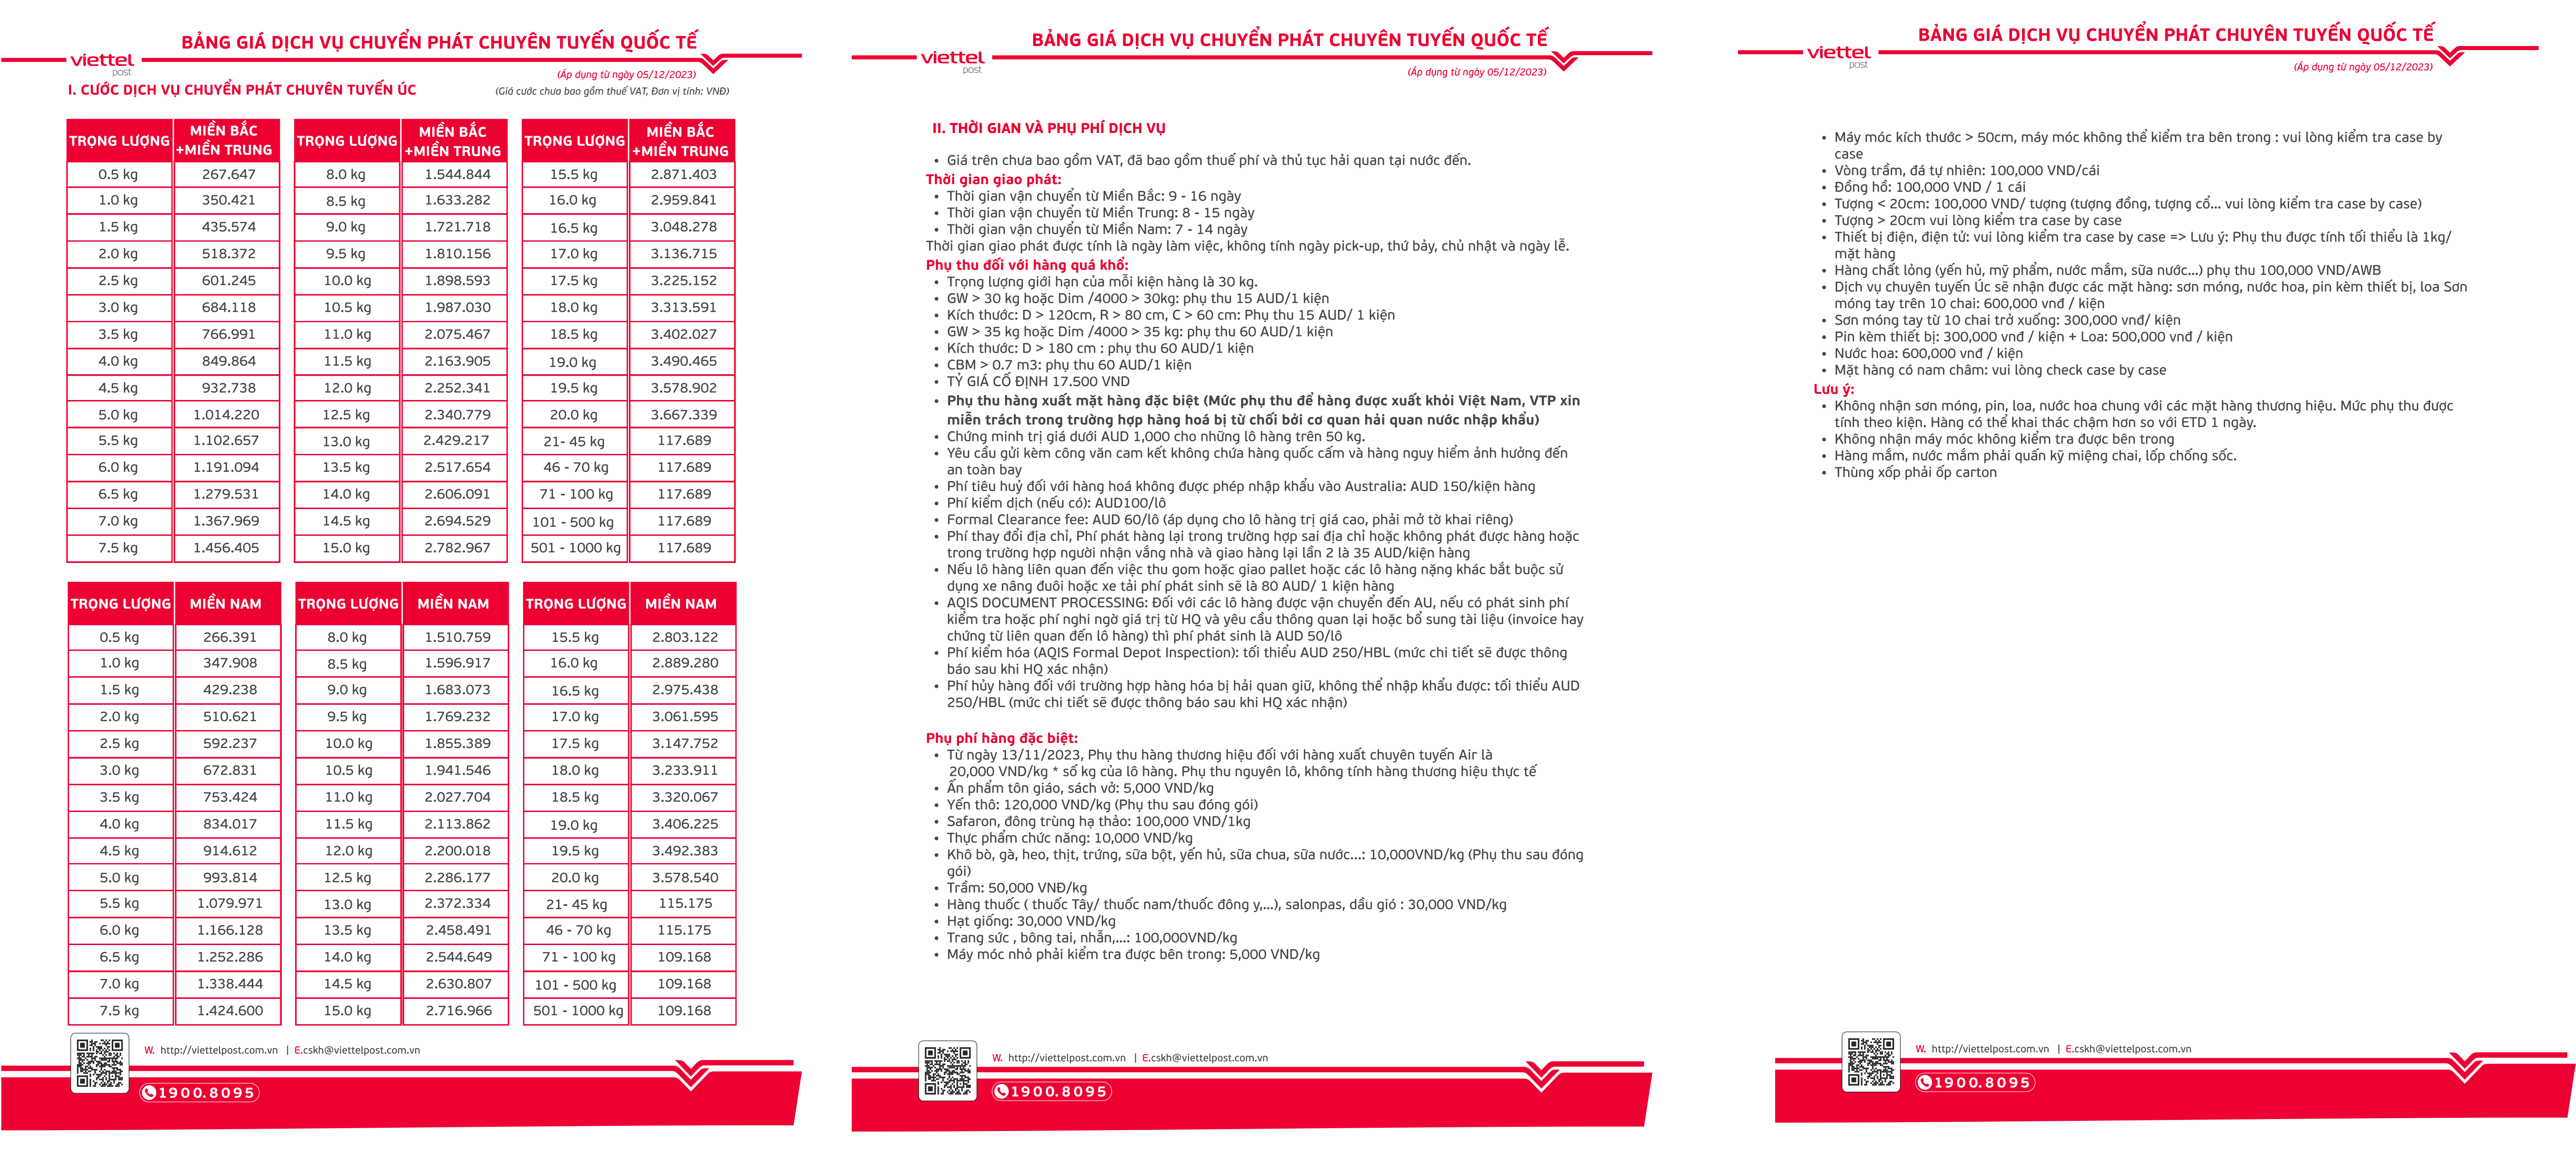 BẢNG GIÁ DỊCH VỤ CHUYỂN PHÁT CHUYÊN TUYẾN QUỐC TẾ
viettel
post
(Áp dụng từ ngày 05/12/2023)
I. CƯỚC DỊCH VỤ CHUYỂN PHÁT CHUYÊN TUYẾN ÚC
(Giá cước chưa bao gồm thuế VAT, Đơn vị tính: VNĐ)
TRỌNG LƯỢNG MIỀN BẮC +MIỀN TRUNG TRỌNG LƯỢNG MIỀN BẮC +MIỀN TRUNG TRỌNG LƯỢNG MIỀN BẮC +MIỀN TRUNG
0.5 kg 267.647 8.0 kg 1.544.844 15.5 kg 2.871.403
1.0 kg 350.421 8.5 kg 1.633.282 16.0 kg 2.959.841
1.5 kg 435.574 9.0 kg 1.721.718 16.5 kg 3.048.278
2.0 kg 518.372 9.5 kg 1.810.156 17.0 kg 3.136.715
2.5 kg 601.245 10.0 kg 1.898.593 17.5 kg 3.225.152
3.0 kg 684.118 10.5 kg 1.987.030 18.0 kg 3.313.591
3.5 kg 766.991 11.0 kg 2.075.467 18.5 kg 3.402.027
4.0 kg 849.864 11.5 kg 2.163.905 19.0 kg 3.490.465
4.5 kg 932.738 12.0 kg 2.252.341 19.5 kg 3.578.902
5.0 kg 1.014.220 12.5 kg 2.340.779 20.0 kg 3.667.339
5.5 kg 1.102.657 13.0 kg 2.429.217 21- 45 kg 117.689
6.0 kg 1.191.094 13.5 kg 2.517.654 46 - 70 kg 117.689
6.5 kg 1.279.531 14.0 kg 2.606.091 71 - 100 kg 117.689
7.0 kg 1.367.969 14.5 kg 2.694.529 101 - 500 kg 117.689
7.5 kg 1.456.405 15.0 kg 2.782.967 501 - 1000 kg 117.689
TRỌNG LƯỢNG MIỀN NAM TRỌNG LƯỢNG MIỀN NAM TRỌNG LƯỢNG MIỀN NAM
0.5 kg 266.391 8.0 kg 1.510.759 15.5 kg 2.803.122
1.0 kg 347.908 8.5 kg 1.596.917 16.0 kg 2.889.280
1.5 kg 429.238 9.0 kg 1.683.073 16.5 kg 2.975.438
2.0 kg 510.621 9.5 kg 1.769.232 17.0 kg 3.061.595
2.5 kg 592.237 10.0 kg 1.855.389 17.5 kg 3.147.752
3.0 kg 672.831 10.5 kg 1.941.546 18.0 kg 3.233.911
3.5 kg 753.424 11.0 kg 2.027.704 18.5 kg 3.320.067
4.0 kg 834.017 11.5 kg 2.113.862 19.0 kg 3.406.225
4.5 kg 914.612 12.0 kg 2.200.018 19.5 kg 3.492.383
5.0 kg 993.814 12.5 kg 2.286.177 20.0 kg 3.578.540
5.5 kg 1.079.971 13.0 kg 2.372.334 21- 45 kg 115.175
6.0 kg 1.166.128 13.5 kg 2.458.491 46 - 70 kg 115.175
6.5 kg 1.252.286 14.0 kg 2.544.649 71 - 100 kg 109.168
7.0 kg 1.338.444 14.5 kg 2.630.807 101 - 500 kg 109.168
7.5 kg 1.424.600 15.0 kg 2.716.966 501 - 1000 kg 109.168
W. http://viettelpost.com.vn | E.cskh@viettelpost.com.vn
1900.8095
BẢNG GIÁ DỊCH VỤ CHUYỂN PHÁT CHUYÊN TUYẾN QUỐC TẾ
viettel
post
(Áp dụng từ ngày 05/12/2023)
II. THỜI GIAN VÀ PHỤ PHÍ DỊCH VỤ
• Giá trên chưa bao gồm VAT, đã bao gồm thuế phí và thủ tục hải quan tại nước đến.
Thời gian giao phát:
• Thời gian vận chuyển từ Miền Bắc: 9 - 16 ngày
• Thời gian vận chuyển từ Miền Trung: 8 - 15 ngày
• Thời gian vận chuyển từ Miền Nam: 7 - 14 ngày
Thời gian giao phát được tính là ngày làm việc, không tính ngày pick-up, thứ bảy, chủ nhật và ngày lễ.
Phụ thu đối với hàng quá khổ:
• Trọng lượng giới hạn của mỗi kiện hàng là 30 kg.
• GW > 30 kg hoặc Dim /4000 > 30kg: phụ thu 15 AUD/1 kiện
• Kích thước: D > 120cm, R > 80 cm, C > 60 cm: Phụ thu 15 AUD/ 1 kiện
• GW > 35 kg hoặc Dim /4000 > 35 kg: phụ thu 60 AUD/1 kiện
• Kích thước: D > 180 cm : phụ thu 60 AUD/1 kiện
• CBM > 0.7 m3: phụ thu 60 AUD/1 kiện
• TỶ GIÁ CỐ ĐỊNH 17.500 VND
• Phụ thu hàng xuất mặt hàng đặc biệt (Mức phụ thu để hàng được xuất khỏi Việt Nam, VTP xin
miễn trách trong trường hợp hàng hoá bị từ chối bởi cơ quan hải quan nước nhập khẩu)
• Chứng minh trị giá dưới AUD 1,000 cho những lô hàng trên 50 kg.
• Yêu cầu gửi kèm công văn cam kết không chứa hàng quốc cấm và hàng nguy hiểm ảnh hưởng đến
an toàn bay
• Phí tiêu huỷ đối với hàng hoá không được phép nhập khẩu vào Australia: AUD 150/kiện hàng
• Phí kiểm dịch (nếu có): AUD100/lô
• Formal Clearance fee: AUD 60/lô (áp dụng cho lô hàng trị giá cao, phải mở tờ khai riêng)
• Phí thay đổi địa chỉ, Phí phát hàng lại trong trường hợp sai địa chỉ hoặc không phát được hàng hoặc
trong trường hợp người nhận vắng nhà và giao hàng lại lần 2 là 35 AUD/kiện hàng
• Nếu lô hàng liên quan đến việc thu gom hoặc giao pallet hoặc các lô hàng nặng khác bắt buộc sử
dụng xe nâng đuôi hoặc xe tải phí phát sinh sẽ là 80 AUD/ 1 kiện hàng
• AQIS DOCUMENT PROCESSING: Đối với các lô hàng được vận chuyển đến AU, nếu có phát sinh phí
kiểm tra hoặc phí nghi ngờ giá trị từ HQ và yêu cầu thông quan lại hoặc bổ sung tài liệu (invoice hay
chứng từ liên quan đến lô hàng) thì phí phát sinh là AUD 50/lô
• Phí kiểm hóa (AQIS Formal Depot Inspection): tối thiểu AUD 250/HBL (mức chi tiết sẽ được thông
báo sau khi HQ xác nhận)
• Phí hủy hàng đối với trường hợp hàng hóa bị hải quan giữ, không thể nhập khẩu được: tối thiểu AUD
250/HBL (mức chi tiết sẽ được thông báo sau khi HQ xác nhận)
Phụ phí hàng đặc biệt:
• Từ ngày 13/11/2023, Phụ thu hàng thương hiệu đối với hàng xuất chuyên tuyến Air là
20,000 VND/kg * số kg của lô hàng. Phụ thu nguyên lô, không tính hàng thương hiệu thực tế
• Ấn phẩm tôn giáo, sách vở: 5,000 VND/kg
• Yến thô: 120,000 VND/kg (Phụ thu sau đóng gói)
• Safaron, đông trùng hạ thảo: 100,000 VND/1kg
• Thực phẩm chức năng: 10,000 VND/kg
• Khô bò, gà, heo, thịt, trứng, sữa bột, yến hủ, sữa chua, sữa nước...: 10,000VND/kg (Phụ thu sau đóng
gói)
• Trầm: 50,000 VNĐ/kg
• Hàng thuốc ( thuốc Tây/ thuốc nam/thuốc đông y,...), salonpas, dầu gió : 30,000 VND/kg
• Hạt giống: 30,000 VND/kg
• Trang sức , bông tai, nhẫn,...: 100,000VND/kg
• Máy móc nhỏ phải kiểm tra được bên trong: 5,000 VND/kg
W. http://viettelpost.com.vn | E.cskh@viettelpost.com.vn
1900.8095
BẢNG GIÁ DỊCH VỤ CHUYỂN PHÁT CHUYÊN TUYẾN QUỐC TẾ
viettel
post
(Áp dụng từ ngày 05/12/2023)
• Máy móc kích thước > 50cm, máy móc không thể kiểm tra bên trong : vui lòng kiểm tra case by
case
• Vòng trầm, đá tự nhiên: 100,000 VND/cái
• Đồng hồ: 100,000 VND / 1 cái
• Tượng < 20cm: 100,000 VND/ tượng (tượng đồng, tượng cổ... vui lòng kiểm tra case by case)
• Tượng > 20cm vui lòng kiểm tra case by case
• Thiết bị điện, điện tử: vui lòng kiểm tra case by case => Lưu ý: Phụ thu được tính tối thiểu là 1kg/
mặt hàng
• Hàng chất lỏng (yến hủ, mỹ phẩm, nước mắm, sữa nước...) phụ thu 100,000 VND/AWB
• Dịch vụ chuyên tuyến Úc sẽ nhận được các mặt hàng: sơn móng, nước hoa, pin kèm thiết bị, loa Sơn
móng tay trên 10 chai: 600,000 vnđ / kiện
• Sơn móng tay từ 10 chai trở xuống: 300,000 vnđ/ kiện
• Pin kèm thiết bị: 300,000 vnđ / kiện + Loa: 500,000 vnđ / kiện
• Nước hoa: 600,000 vnđ / kiện
• Mặt hàng có nam châm: vui lòng check case by case
Lưu ý:
• Không nhận sơn móng, pin, loa, nước hoa chung với các mặt hàng thương hiệu. Mức phụ thu được
tính theo kiện. Hàng có thể khai thác chậm hơn so với ETD 1 ngày.
• Không nhận máy móc không kiểm tra được bên trong
• Hàng mắm, nước mắm phải quấn kỹ miệng chai, lốp chống sốc.
• Thùng xốp phải ốp carton
W. http://viettelpost.com.vn | E.cskh@viettelpost.com.vn
1900.8095